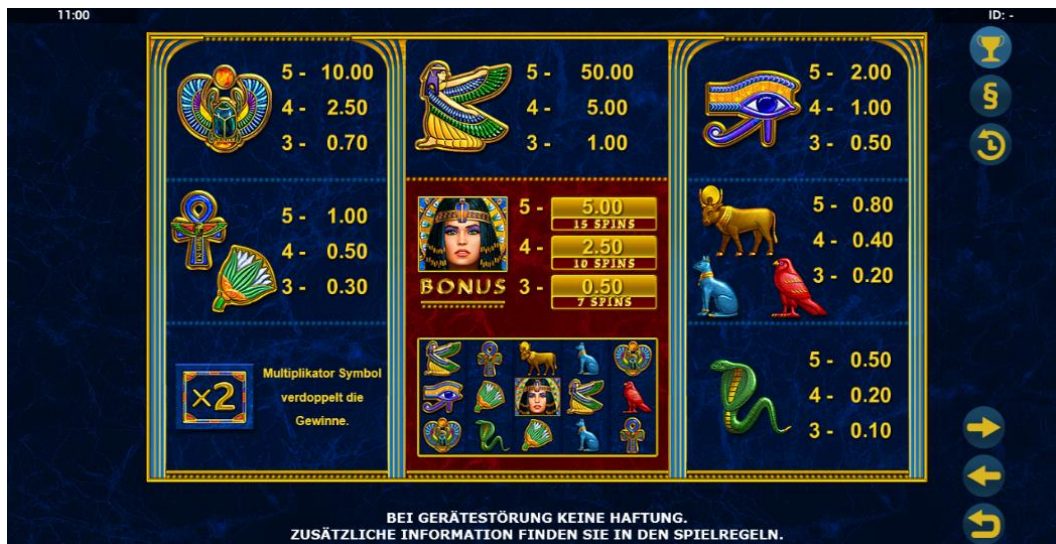 11:00
ID: -
5 - 10.00
4 - 2.50
3 - 0.70
5 - 50.00
4 - 5.00
3 - 1.00
5 - 2.00
4 - 1.00
3 - 0.50
5 - 1.00
4 - 0.50
3 - 0.30
5 - 5.00
15 SPINS
4 - 2.50
10 SPINS
BONUS 3 - 0.50
7 SPINS
5 - 0.80
4 - 0.40
3 - 0.20
×2
Multiplikator Symbol
verdoppelt die
Gewinne.
5 - 0.50
4 - 0.20
3 - 0.10
§
BEI GERÄTESTÖRUNG KEINE HAFTUNG.
ZUSÄTZLICHE INFORMATION FINDEN SIE IN DEN SPIELREGELN.